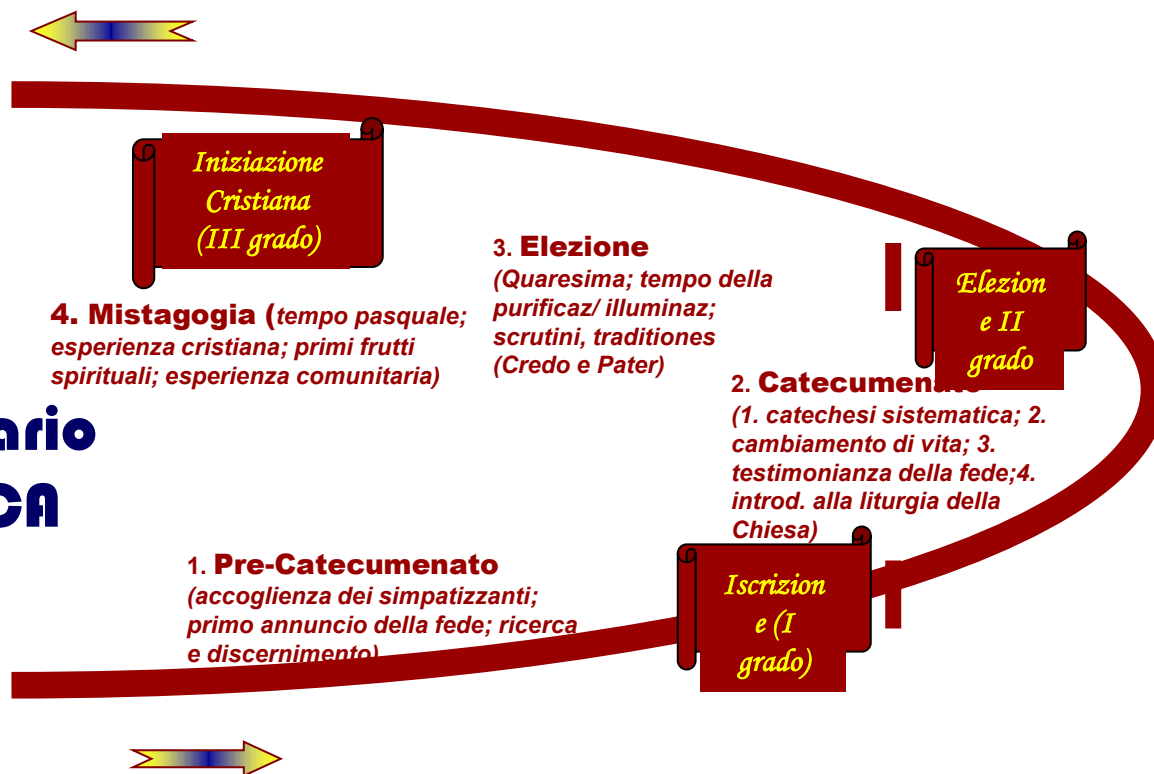 Iniziazione
Cristiana
(III grado)
3. Elezione
(Quaresima; tempo della
purificaz/ illuminaz;
scrutini, traditiones
(Credo e Pater)
Elezion
e II
grado
4. Mistagogia (tempo pasquale;
esperienza cristiana; primi frutti
spirituali; esperienza comunitaria)
2. Catecumenato
(1. catechesi sistematica; 2.
cambiamento di vita; 3.
testimonianza della fede;4.
introd. alla liturgia della
Chiesa)
ario
CA
1. Pre-Catecumenato
(accoglienza dei simpatizzanti;
primo annuncio della fede; ricerca
e discernimento)
Iscrizion
e (I
grado)